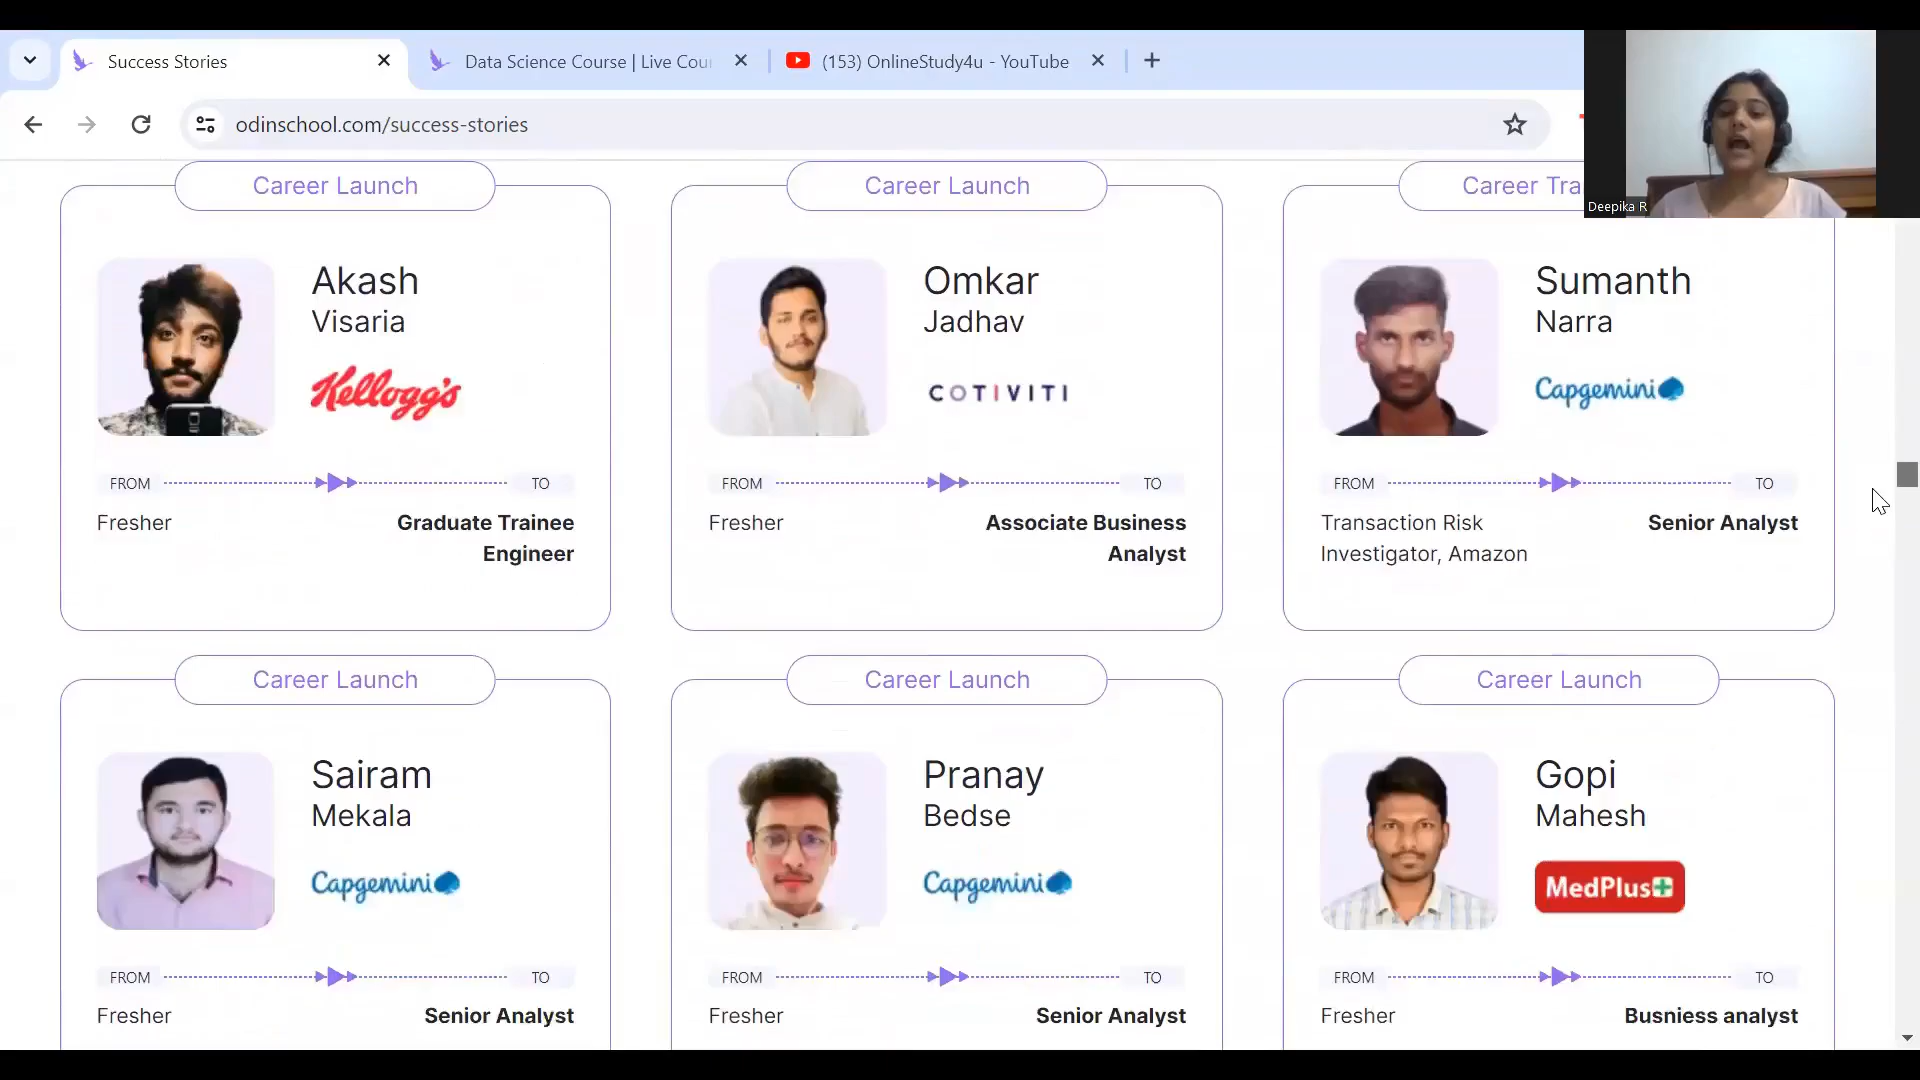 Success Stories
Data Science Course | Live Cou
(153) OnlineStudy4u - YouTube
odinschool.com/success-stories
Deepika R
Career Launch
Career Launch
Career Tra
Akash
Visaria
Kellogg's
Omkar
Jadhav
COTIVITI
Sumanth
Narra
Capgemini
FROM
TO
FROM
TO
FROM
TO
Fresher
Graduate Trainee
Engineer
Fresher
Associate Business
Analyst
Transaction Risk
Investigator, Amazon
Senior Analyst
Career Launch
Career Launch
Career Launch
Sairam
Mekala
Capgemini
Pranay
Bedse
Capgemini
Gopi
Mahesh
MedPlus
FROM
TO
FROM
TO
FROM
TO
Fresher
Senior Analyst
Fresher
Senior Analyst
Fresher
Busniess analyst